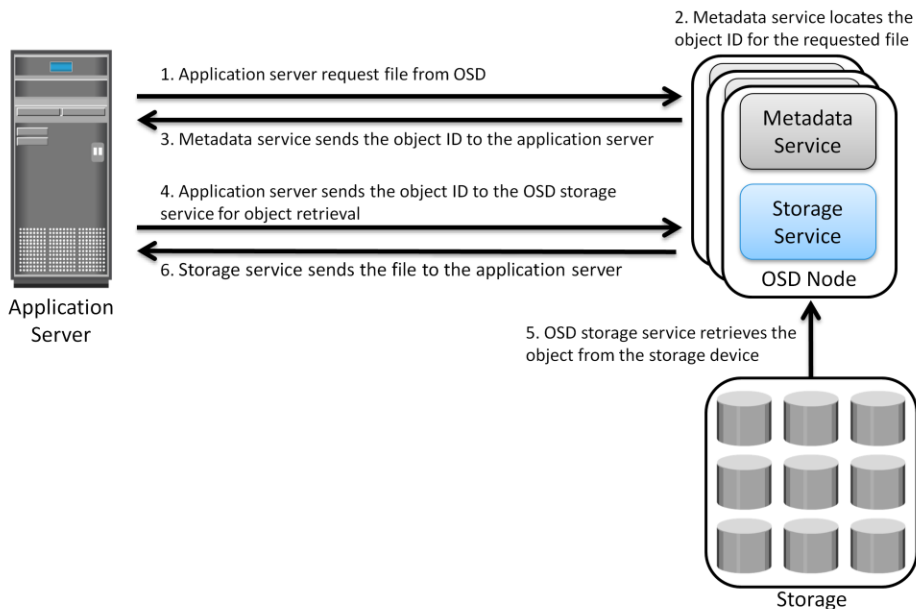 2. Metadata service locates the
object ID for the requested file
1. Application server request file from OSD
3. Metadata service sends the object ID to the application server
Metadata
Service
4. Application server sends the object ID to the OSD storage
service for object retrieval
Storage
Service
6. Storage service sends the file to the application server
OSD Node
Application
Server
5. OSD storage service retrieves the
object from the storage device
Storage